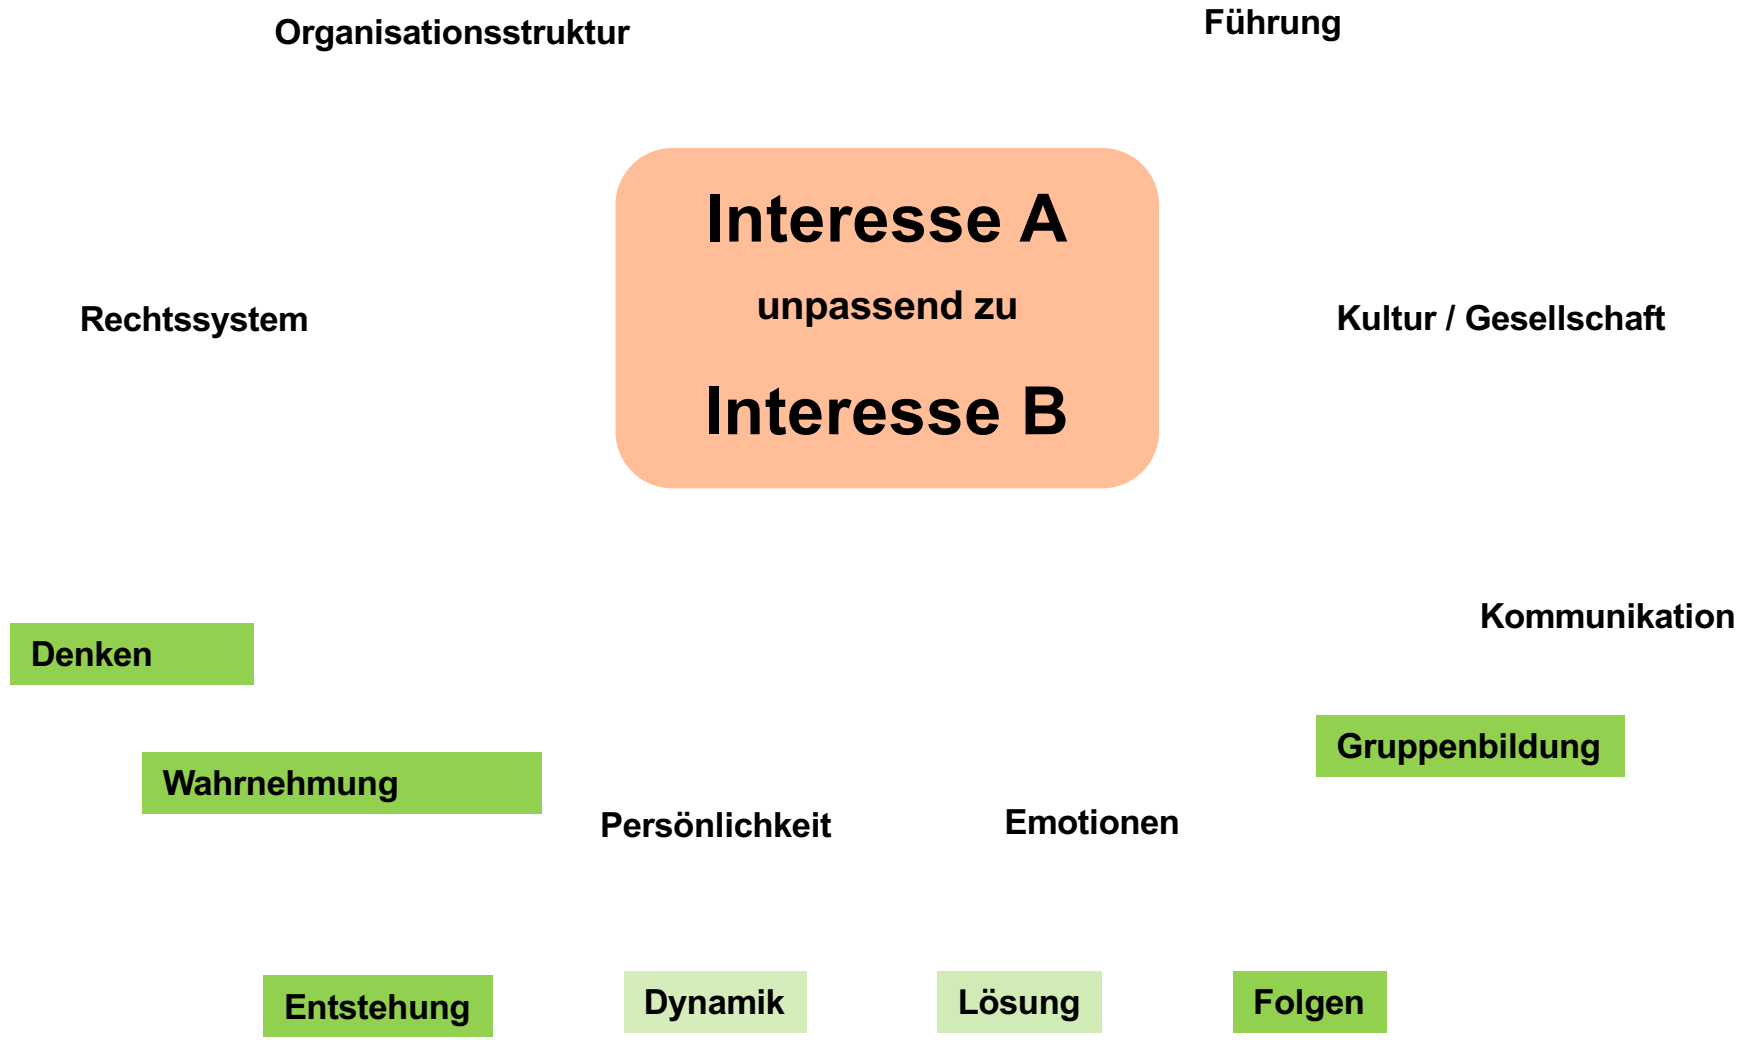 Organisationsstruktur
Führung
Interesse A
unpassend zu
Interesse B
Rechtssystem
Kultur / Gesellschaft
Kommunikation
Denken
Gruppenbildung
Wahrnehmung
Persönlichkeit
Emotionen
Entstehung
Dynamik
Lösung
Folgen